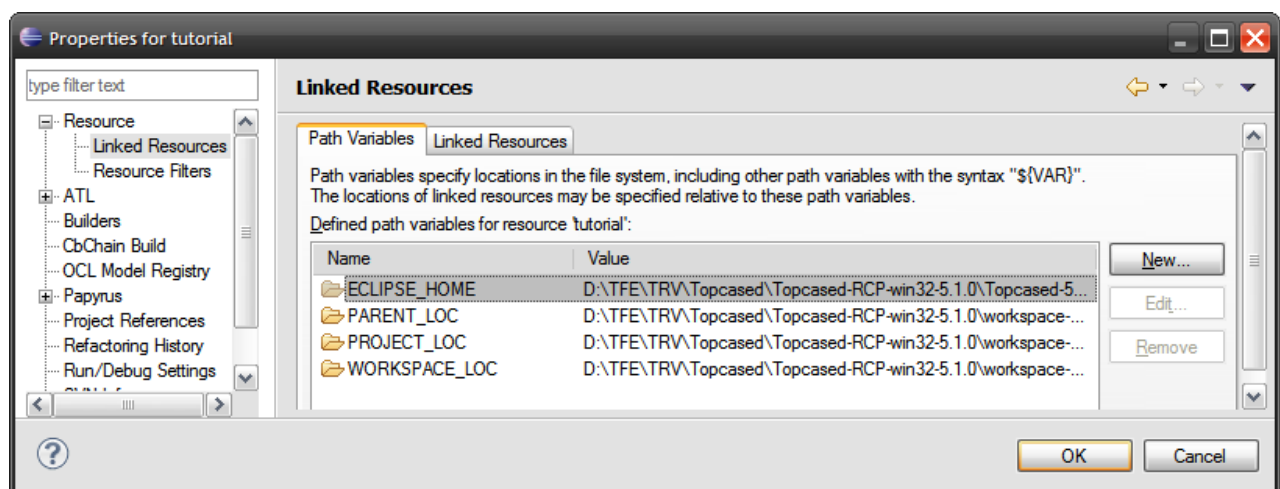 Properties for tutorial
type filter text
Linked Resources
Resource
Linked Resources
Resource Filters
ATL
Builders
CbChain Build
OCL Model Registry
Papyrus
Project References
Refactoring History
Run/Debug Settings
Path Variables Linked Resources
Path variables specify locations in the file system, including other path variables with the syntax "${VAR}".
The locations of linked resources may be specified relative to these path variables.
Defined path variables for resource 'tutorial':
Name Value
ECLIPSE_HOME D:\TFE\TRV\Topcased\Topcased-RCP-win32-5.1.0\Topcased-5...
PARENT_LOC D:\TFE\TRV\Topcased\Topcased-RCP-win32-5.1.0\workspace-...
PROJECT_LOC D:\TFE\TRV\Topcased\Topcased-RCP-win32-5.1.0\workspace-...
WORKSPACE_LOC D:\TFE\TRV\Topcased\Topcased-RCP-win32-5.1.0\workspace-...
New...
Edit...
Remove
OK Cancel